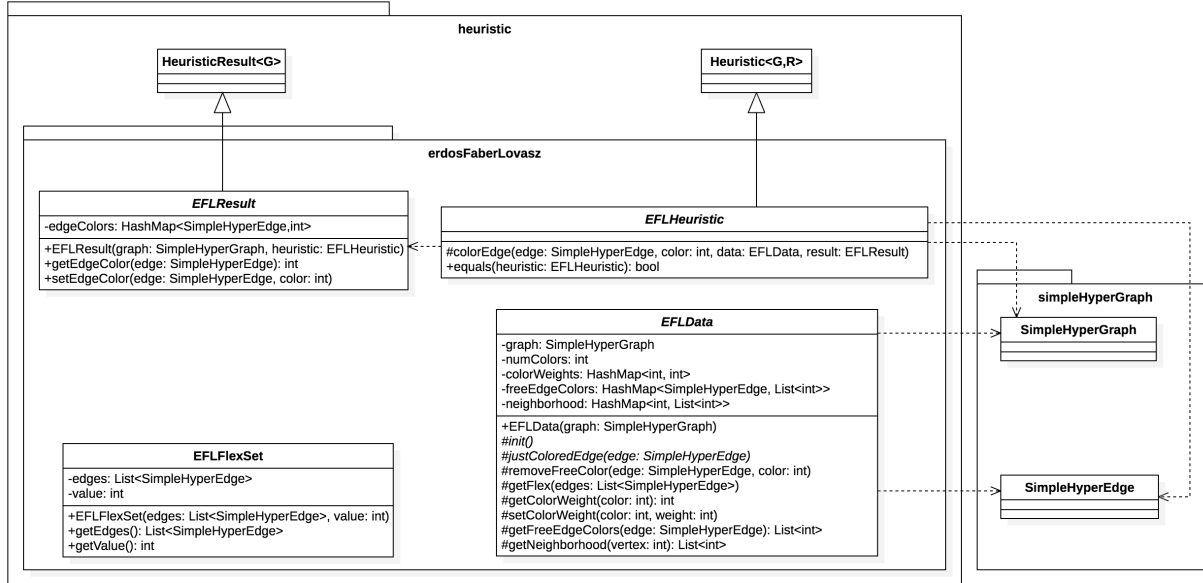 heuristic
HeuristicResult<G>
Heuristic<G,R>
erdosFaberLovasz
EFLResult
-edgeColors: HashMap<SimpleHyperEdge,int>
+EFLResult(graph: SimpleHyperGraph, heuristic: EFLHeuristic)
+getEdgeColor(edge: SimpleHyperEdge): int
+setEdgeColor(edge: SimpleHyperEdge, color: int)
EFLHeuristic
#colorEdge(edge: SimpleHyperEdge, color: int, data: EFLData, result: EFLResult)
+equals(heuristic: EFLHeuristic): bool
simpleHyperGraph
SimpleHyperGraph
EFLData
-graph: SimpleHyperGraph
-numColors: int
-colorWeights: HashMap<int, int>
-freeEdgeColors: HashMap<SimpleHyperEdge, List<int>>
-neighborhood: HashMap<int, List<int>>
+EFLData(graph: SimpleHyperGraph)
#init()
#justColoredEdge(edge: SimpleHyperEdge)
#removeFreeColor(edge: SimpleHyperEdge, color: int)
#getFlex(edges: List<SimpleHyperEdge>)
#getColorWeight(color: int): int
#setColorWeight(color: int, weight: int)
#getFreeEdgeColors(edge: SimpleHyperEdge): List<int>
#getNeighborhood(vertex: int): List<int>
EFLFlexSet
-edges: List<SimpleHyperEdge>
-value: int
+EFLFlexSet(edges: List<SimpleHyperEdge>, value: int)
+getEdges(): List<SimpleHyperEdge>
+getValue(): int
SimpleHyperEdge